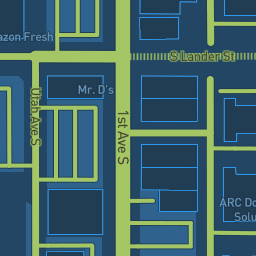 azon Fresh
S Lander St
Mr. D's
Utah Ave S
1st Ave S
ARC Do
Solu